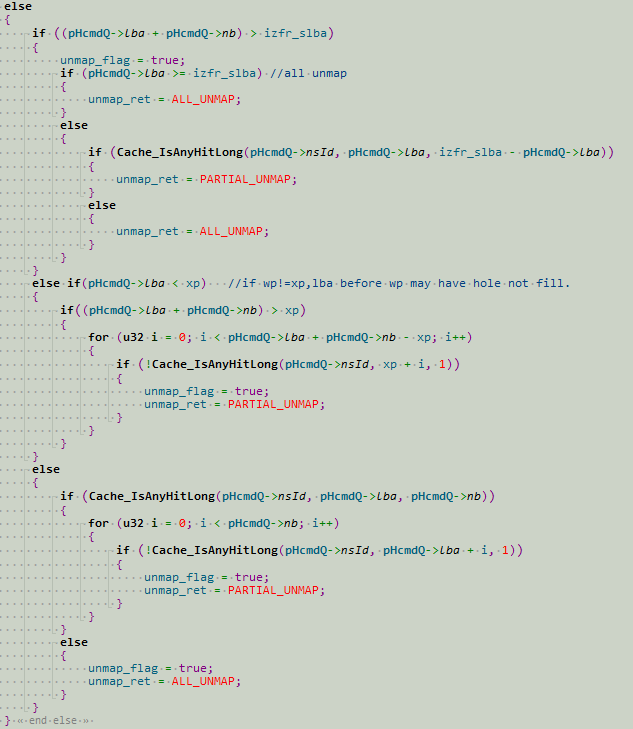 else
{
if ((pHcmdQ->lba + pHcmdQ->nb) > izfr_slba)
{
unmap_flag = true;
if (pHcmdQ->lba >= izfr_slba) //all unmap
{
unmap_ret = ALL_UNMAP;
}
else
{
if (Cache_IsAnyHitLong(pHcmdQ->nsId, pHcmdQ->lba, izfr_slba - pHcmdQ->lba))
{
unmap_ret = PARTIAL_UNMAP;
}
else
{
unmap_ret = ALL_UNMAP;
}
}
}
else if(pHcmdQ->lba < xp) //if wp!=xp,lba before wp may have hole not fill.
{
if((pHcmdQ->lba + pHcmdQ->nb) > xp)
{
for (u32 i = 0; i < pHcmdQ->lba + pHcmdQ->nb - xp; i++)
{
if (!Cache_IsAnyHitLong(pHcmdQ->nsId, xp + i, 1))
{
unmap_flag = true;
unmap_ret = PARTIAL_UNMAP;
}
}
}
}
else
{
if (Cache_IsAnyHitLong(pHcmdQ->nsId, pHcmdQ->lba, pHcmdQ->nb))
{
for (u32 i = 0; i < pHcmdQ->nb; i++)
{
if (!Cache_IsAnyHitLong(pHcmdQ->nsId, pHcmdQ->lba + i, 1))
{
unmap_flag = true;
unmap_ret = PARTIAL_UNMAP;
}
}
}
else
{
unmap_flag = true;
unmap_ret = ALL_UNMAP;
}
}
} « end else »